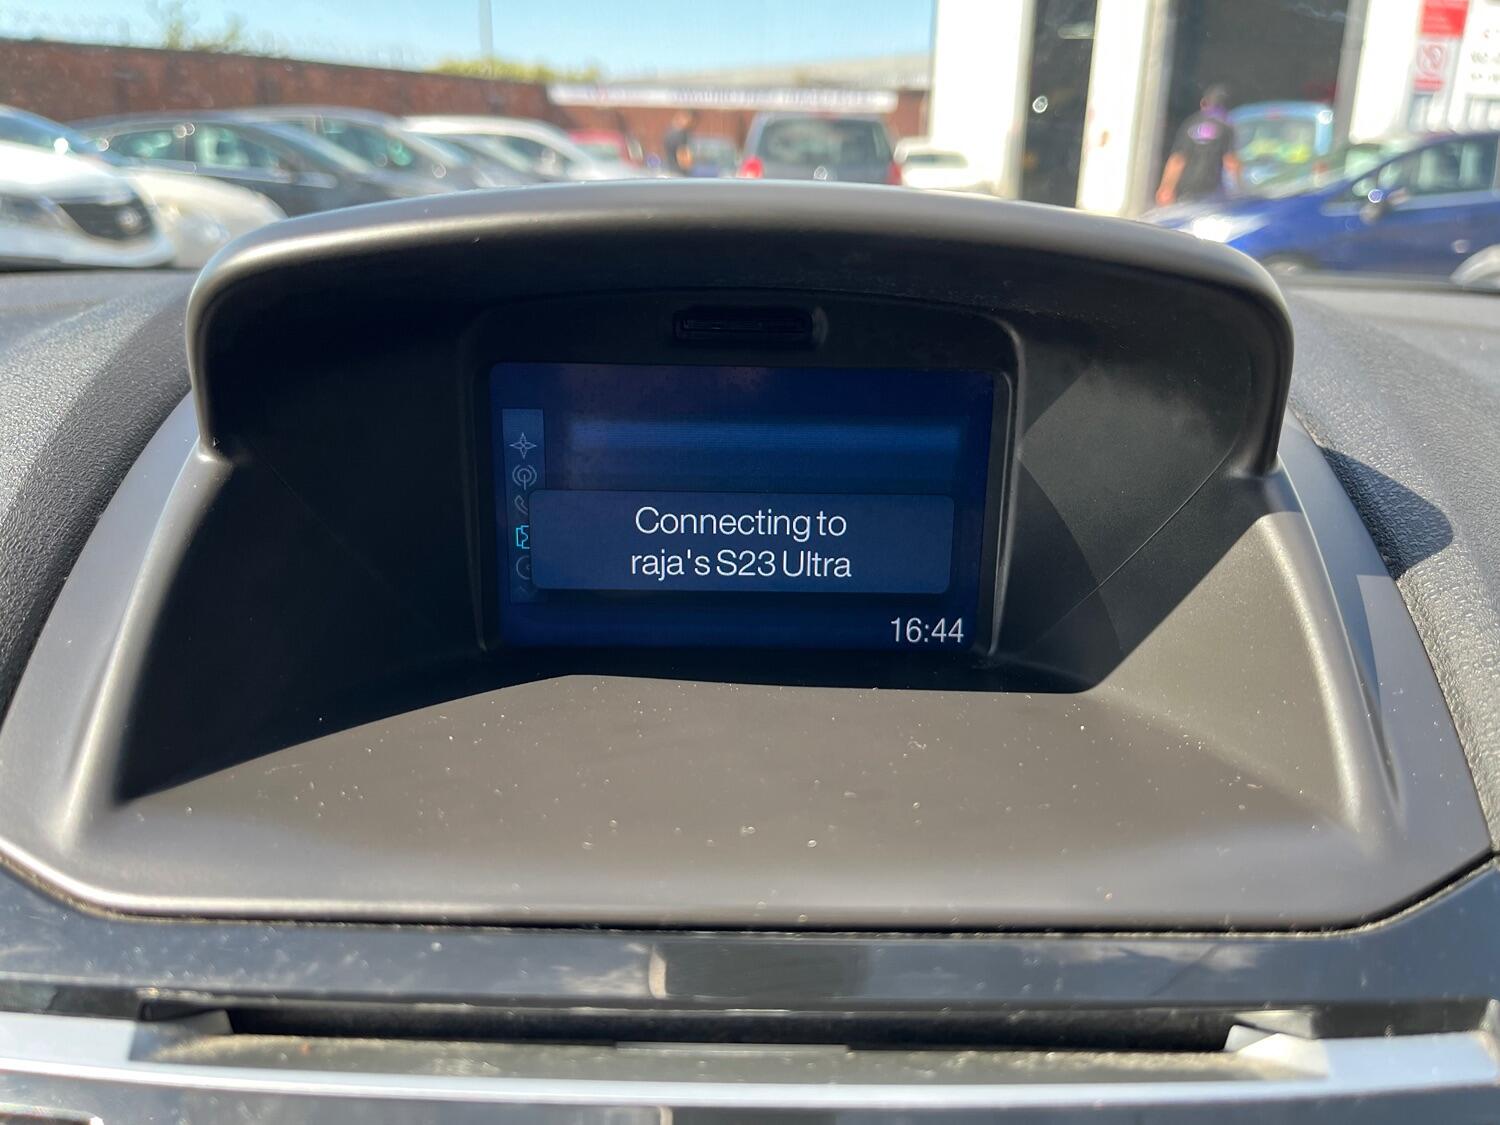 Connecting to
raja's S23 Ultra
16:44